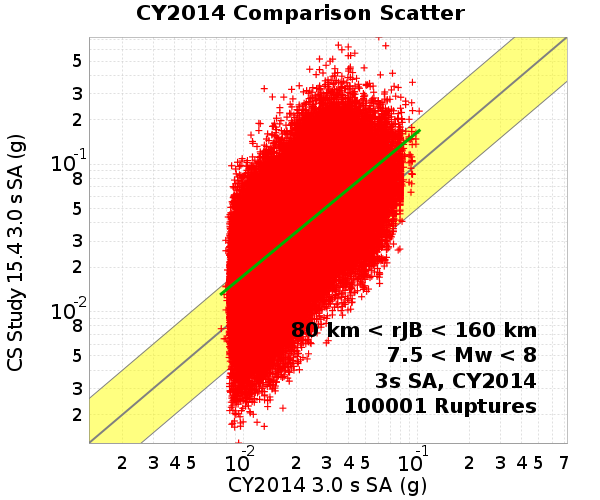 CY2014 Comparison Scatter
CS Study 15.4 3.0 s SA (g)
5
3
2
10-1
8
5
3
2
10-2
8
5
3
2
80 km < rJB < 160 km
7.5 < Mw < 8
3s SA, CY2014
100001 Ruptures
2 3 4 5 10-2 2 3 4 5 10-1 2 3 4 5 7
CY2014 3.0 s SA (g)